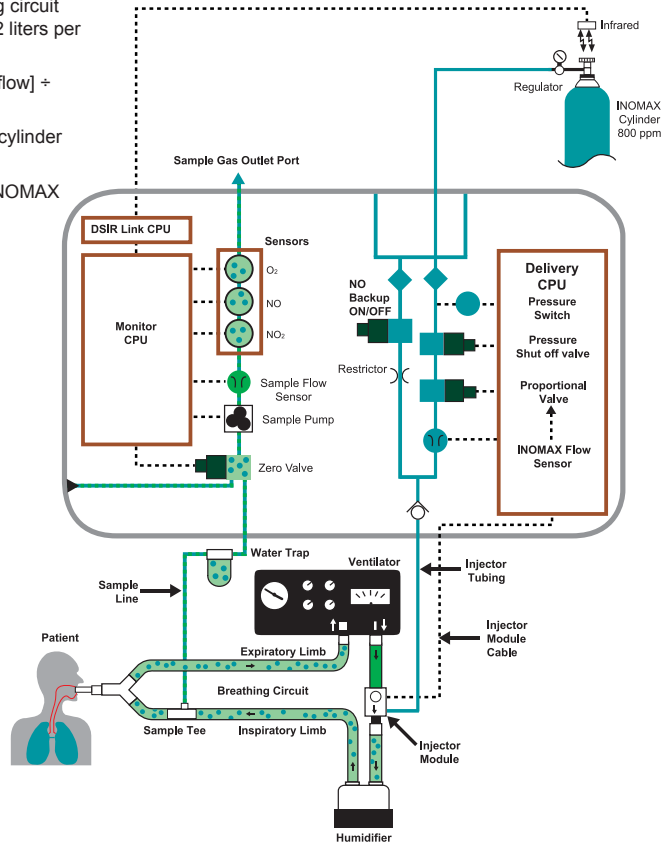 g circuit
2 liters per
flow] ÷
cylinder
NOMAX
Infrared
Regulator
INOMAX
Cylinder
800 ppm
Sample Gas Outlet Port
DSIR Link CPU
Sensors
O₂
NO
NO₂
Monitor
CPU
Sample Flow
Sensor
Sample Pump
Zero Valve
NO
Backup
ON/OFF
Restrictor
Delivery
CPU
Pressure
Switch
Pressure
Shut off valve
Proportional
Valve
INOMAX Flow
Sensor
Water Trap
Sample
Line
Ventilator
Injector
Tubing
Injector
Module
Cable
Patient
Expiratory Limb
Breathing Circuit
Sample Tee
Inspiratory Limb
Injector
Module
Humidifier